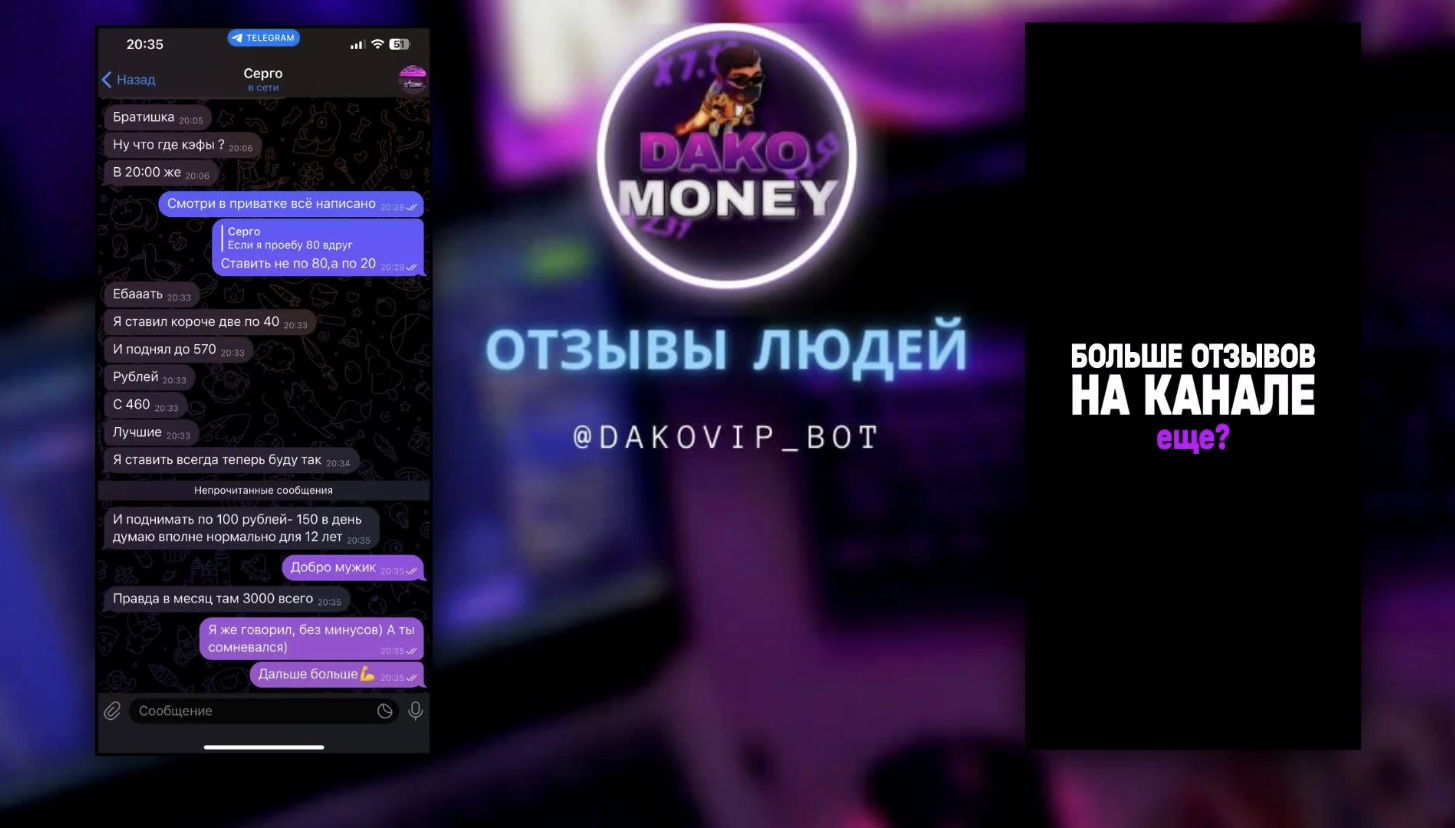 20:35
TELEGRAM
51
Назад
Серго
в сети
Братишка 20:05
Ну что где кэфы ? 20:06
В 20:00 же 20:06
Смотри в приватке всё написано 20:28
Серго
Если я проебу 80 вдруг
Ставить не по 80,а по 20 20:29
Ебааать 20:33
Я ставил короче две по 40 20:33
И поднял до 570 20:33
Рублей 20:33
С 460 20:33
Лучшие 20:33
Я ставить всегда теперь буду так 20:34
Непрочитанные сообщения
И поднимать по 100 рублей- 150 в день
думаю вполне нормально для 12 лет 20:35
Добро мужик 20:35
Правда в месяц там 3000 всего 20:35
Я же говорил, без минусов) А ты
сомневался) 20:35
Дальше больше💪 20:35
Сообщение
DAKO
MONEY
ОТЗЫВЫ ЛЮДЕЙ
@DAKOVIP_BOT
БОЛЬШЕ ОТЗЫВОВ
НА КАНАЛЕ
еще?